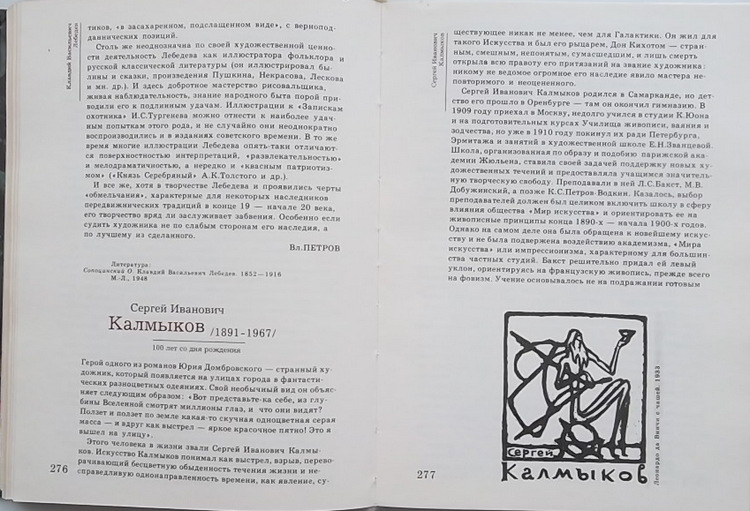 Клавдий Васильевич
Лебедев
тиков, «в засахаренном, подслащенном виде», с верноподданнических позиций.
Столь же неоднозначна по своей художественной ценности деятельность Лебедева как иллюстратора фольклора и
русской классической литературы (он иллюстрировал былины и сказки, произведения Пушкина, Некрасова, Лескова
и мн. др.). И здесь добротное мастерство рисовальщика,
живая наблюдательность, знание народного быта порой приводили его к подлинным удачам. Иллюстрации к «Запискам
охотника» И.С.Тургенева можно отнести к наиболее удачным попыткам этого рода, и не случайно они неоднократно
воспроизводились и в изданиях советского времени. В то же
время многие иллюстрации Лебедева опять-таки отличаются поверхностью интерпретаций, «развлекательностью»
и мелодраматичностью, а нередко и «квасным патриотизмом» («Князь Серебряный» А.К.Толстого и др.).
И все же, хотя в творчестве Лебедева и проявились черты
«обмельчания», характерные для некоторых наследников
передвижнических традиций в конце 19 — начале 20 века,
его творчество вряд ли заслуживает забвения. Особенно если
судить художника не по слабым сторонам его наследия, а
по лучшему из сделанного.
Вл.ПЕТРОВ
Литература:
Сапоцинский О. Клавдий Васильевич Лебедев. 1852—1916
М-Л., 1948
Сергей Иванович
Калмыков /1891-1967/
100 лет со дня рождения
Герой одного из романов Юрия Домбровского — странный художник, который появляется на улицах города в фантастических разноцветных одеяниях. Свой необычный вид он объясняет следующим образом: «Вот представьте-ка себе, из глубины Вселенной смотрят миллионы глаз, и что они видят?
Ползет и ползет по земле какая-то скучная одноцветная серая
масса — и вдруг как выстрел — яркое красочное пятно! Это я
вышел на улицу».
Этого человека в жизни звали Сергей Иванович Калмыков. Искусство Калмыков понимал как выстрел, взрыв, переворачивающий бесцветную обыденность течения жизни и несправедливую однонаправленность времени, как явление, су-
276
Сергей Иванович
Калмыков
ществующее никак не менее, чем для Галактики. Он жил для
такого Искусства и был его рыцарем, Дон Кихотом — странным, смешным, непонятым, сумасшедшим, и лишь смерть
открыла всю правоту его притязаний на звание художника:
никому не ведомое огромное его наследие явило мастера неповторимого и неоцененного.
Сергей Иванович Калмыков родился в Самарканде, но детство его прошло в Оренбурге — там он окончил гимназию. В
1909 году приехал в Москву, недолго учился в студии К.Юона
и на подготовительных курсах Училища живописи, ваяния и
зодчества, но уже в 1910 году покинул их ради Петербурга,
Эрмитажа и занятий в художественной школе Е.Н.Званцевой.
Школа, организованная по образу и подобию парижской академии Жюльена, ставила своей задачей поддержку новых художественных течений и предоставляла учащимся значительную творческую свободу. Преподавали в ней Л.С.Бакст, М.В.
Добужинский, а позже К.С.Петров-Водкин. Казалось, выбор
преподавателей должен был целиком включить школу в сферу
влияния общества «Мир искусства» и ориентировать ее на
живописные принципы конца 1890-х — начала 1900-х годов.
Однако на самом деле она была обращена к новейшему искусству и не была подвержена воздействию академизма, «Мира
искусства» или импрессионизма, характерному для большинства частных студий. Бакст решительно придал ей левый
уклон, ориентируясь на французскую живопись, прежде всего
на фовизм. Учение основывалось не на подражании готовым
Сергей
Калмыков
Леонардо да Винчи с чашей. 1933
277